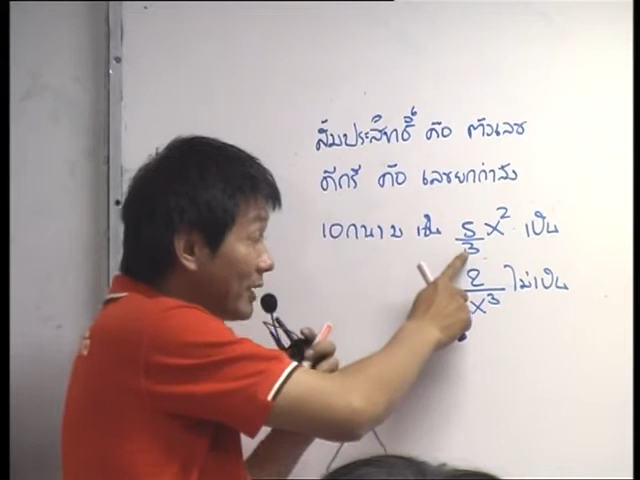 สัมประสิทธิ์ คือ ตัวเลข
ดีกรี คือ เลขยกกำลัง
เอกนาม เช่น 5/3 x² เป็น
2/x³ ไม่เป็น